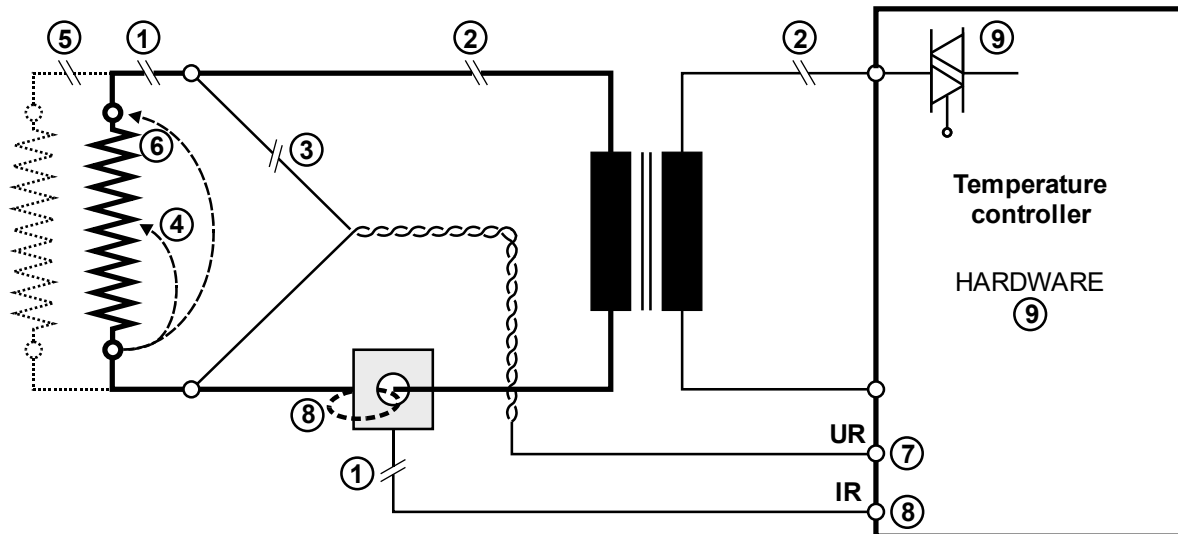 ⑤
①
②
②
⑨
⑥
③
④
Temperature
controller
HARDWARE
⑨
⑧
UR
⑦
①
IR
⑧